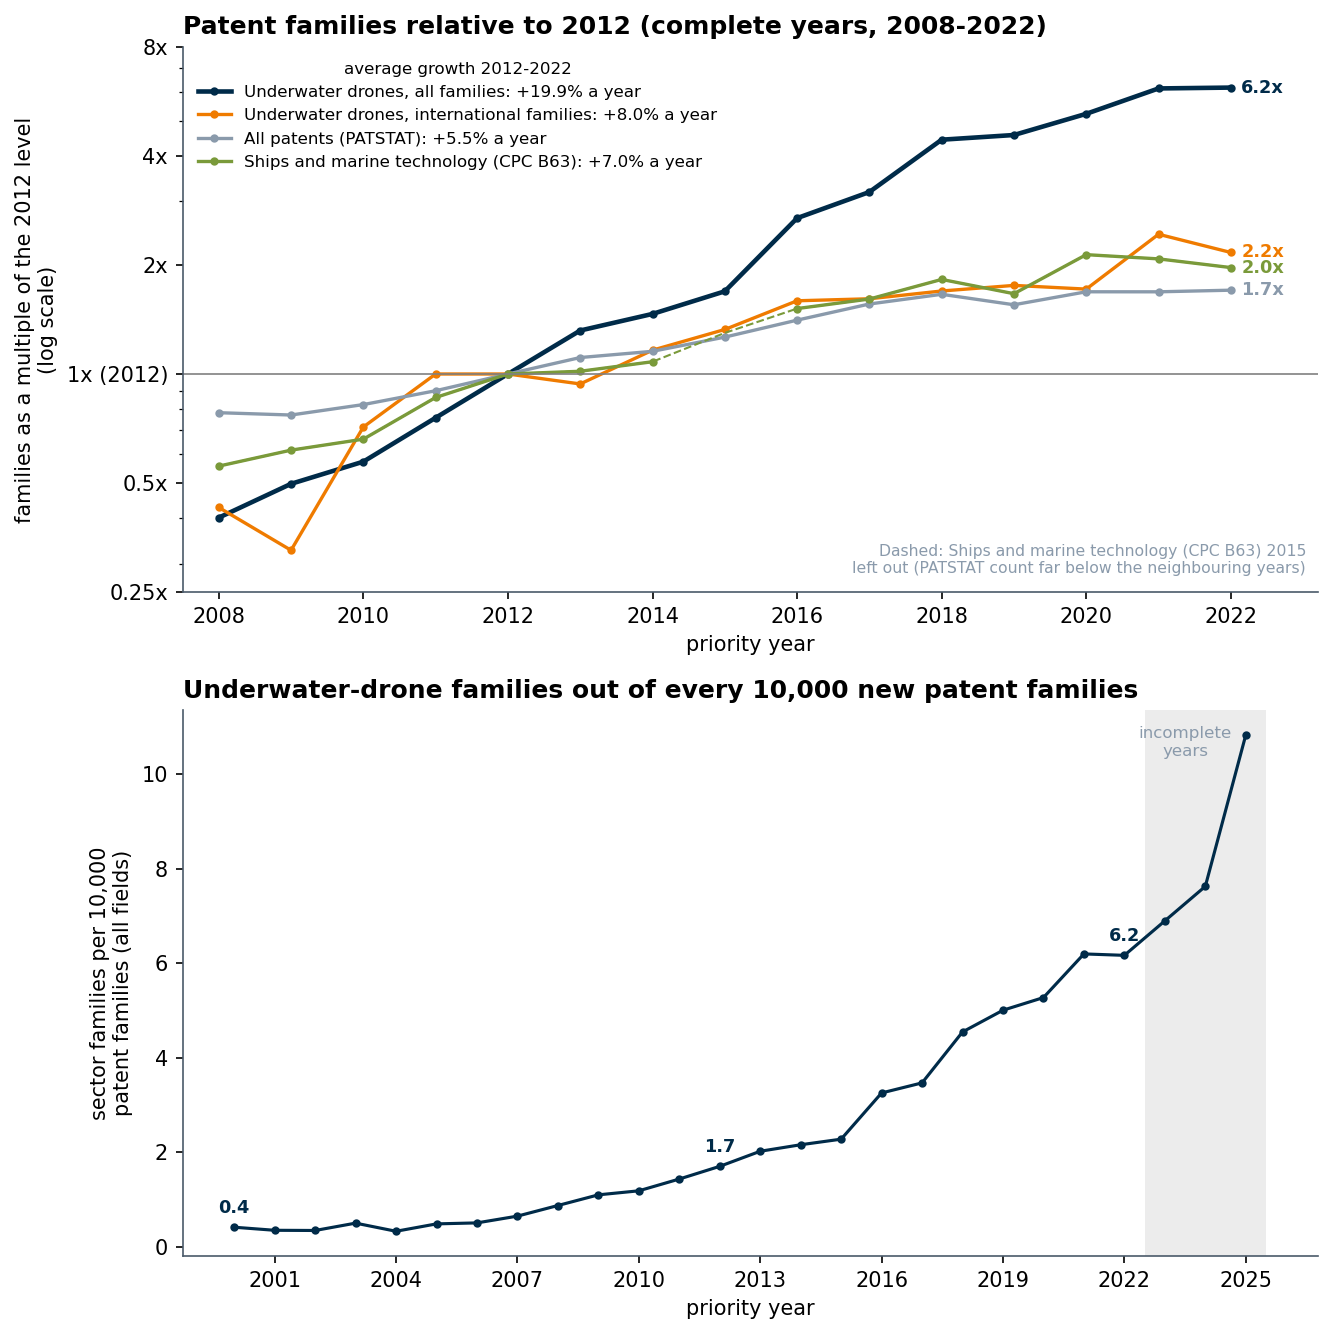 Patent families relative to 2012 (complete years, 2008-2022)
8x
4x
2x
1x (2012)
0.5x
0.25x
families as a multiple of the 2012 level
(log scale)
average growth 2012-2022
Underwater drones, all families: +19.9% a year
Underwater drones, international families: +8.0% a year
All patents (PATSTAT): +5.5% a year
Ships and marine technology (CPC B63): +7.0% a year
6.2x
2.2x
2.0x
1.7x
Dashed: Ships and marine technology (CPC B63) 2015
left out (PATSTAT count far below the neighbouring years)
2008 2010 2012 2014 2016 2018 2020 2022
priority year
Underwater-drone families out of every 10,000 new patent families
10
8
6
4
2
0
sector families per 10,000
patent families (all fields)
incomplete
years
6.2
1.7
0.4
2001 2004 2007 2010 2013 2016 2019 2022 2025
priority year